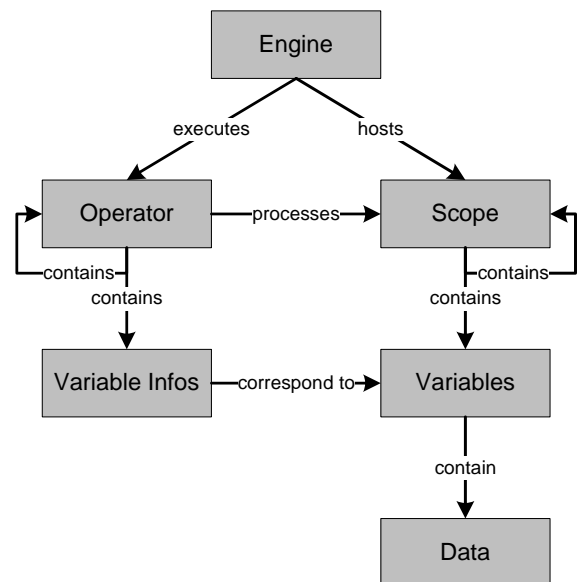 Engine
executes
hosts
Operator
processes
Scope
contains
contains
contains
contains
Variable Infos
correspond to
Variables
contain
Data